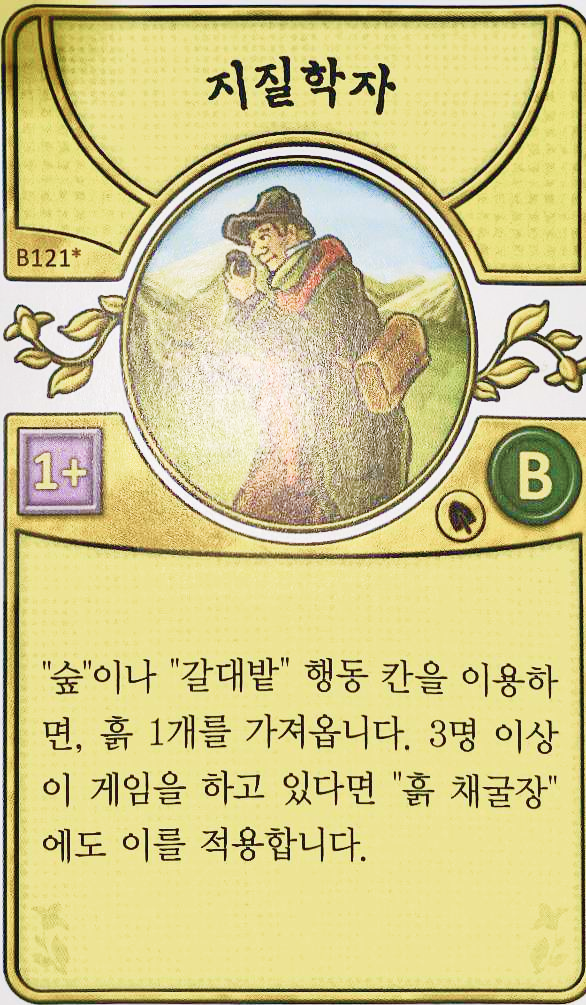 지질학자
B121*
1+
B
"숲"이나 "갈대밭" 행동 칸을 이용하
면, 흙 1개를 가져옵니다. 3명 이상
이 게임을 하고 있다면 "흙 채굴장"
에도 이를 적용합니다.